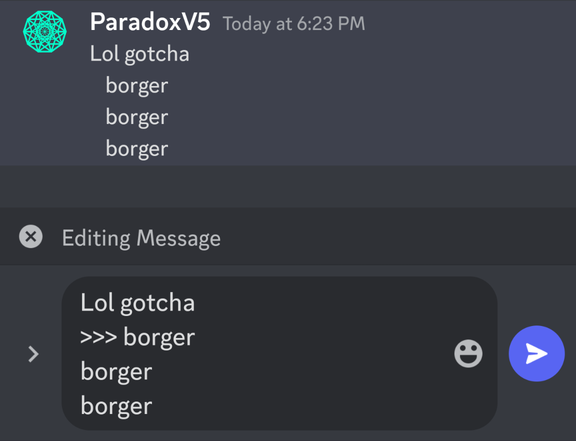 ParadoxV5 Today at 6:23 PM
Lol gotcha
borger
borger
borger
Editing Message
Lol gotcha
>>> borger
borger
borger